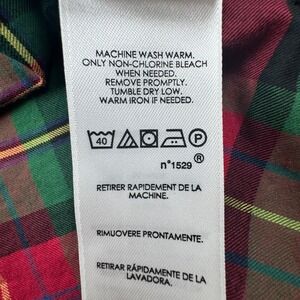 MACHINE WASH WARM.
ONLY NON-CHLORINE BLEACH
WHEN NEEDED.
REMOVE PROMPTLY.
TUMBLE DRY LOW.
WARM IRON IF NEEDED.
40 P
n°1529 ®
RETIRER RAPIDEMENT DE LA
MACHINE.
RIMUOVERE PRONTAMENTE.
RETIRAR RÁPIDAMENTE DE LA
LAVADORA.